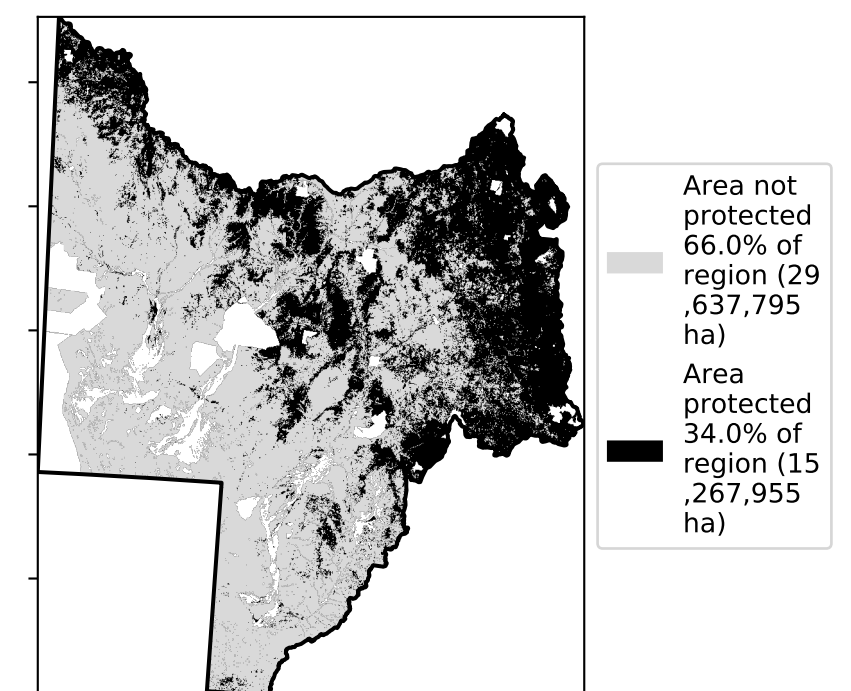 Area not
protected
66.0% of
region (29
,637,795
ha)
Area
protected
34.0% of
region (15
,267,955
ha)